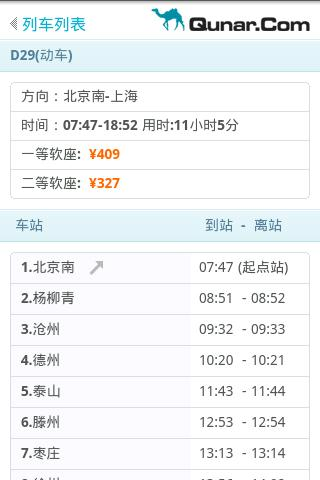 列车列表
Qunar.Com
D29(动车)
方向：北京南-上海
时间：07:47-18:52 用时:11小时5分
一等软座: ¥409
二等软座: ¥327
车站 到站 - 离站
1.北京南 07:47 (起点站)
2.杨柳青 08:51 - 08:52
3.沧州 09:32 - 09:33
4.德州 10:20 - 10:21
5.泰山 11:43 - 11:44
6.滕州 12:53 - 12:54
7.枣庄 13:13 - 13:14